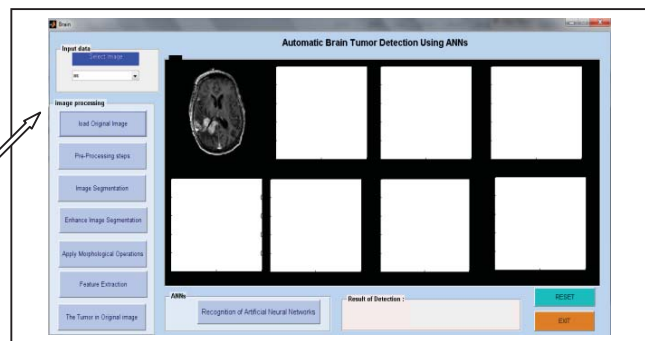 Brain
Automatic Brain Tumor Detection Using ANNs
Input data
Select Image
image processing
load Original Image
Pre-Processing steps
Image Segmentation
Enhance Image Segmentation
Apply Morphological Operations
Feature Extraction
The Tumor in Original image
ANNs
Recognition of Artificial Neural Networks
Result of Detection :
RESET
EXIT